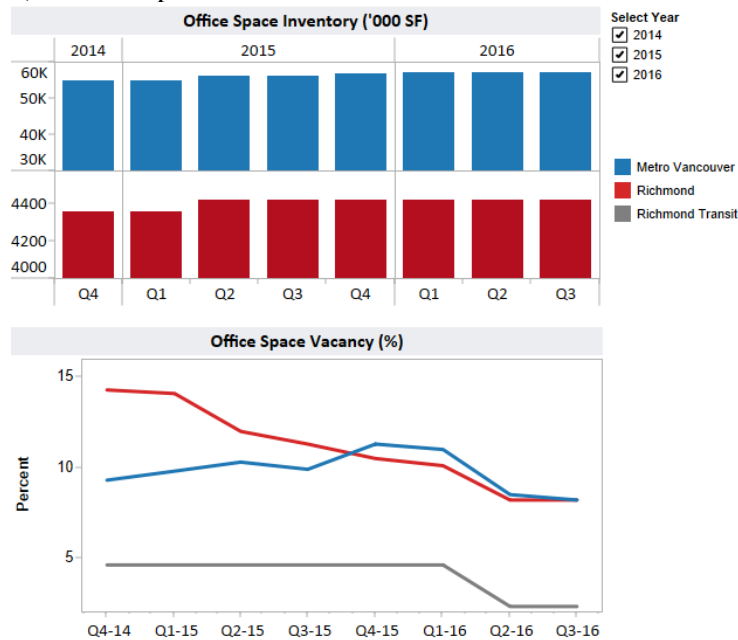 Office Space Inventory ('000 SF)
Select Year
2014
2015
2016
2014 2015 2016
60K
50K
40K
30K
Metro Vancouver
Richmond
Richmond Transit
4400
4200
4000
Q4 Q1 Q2 Q3 Q4 Q1 Q2 Q3
Office Space Vacancy (%)
15
10
5
Percent
Q4-14 Q1-15 Q2-15 Q3-15 Q4-15 Q1-16 Q2-16 Q3-16